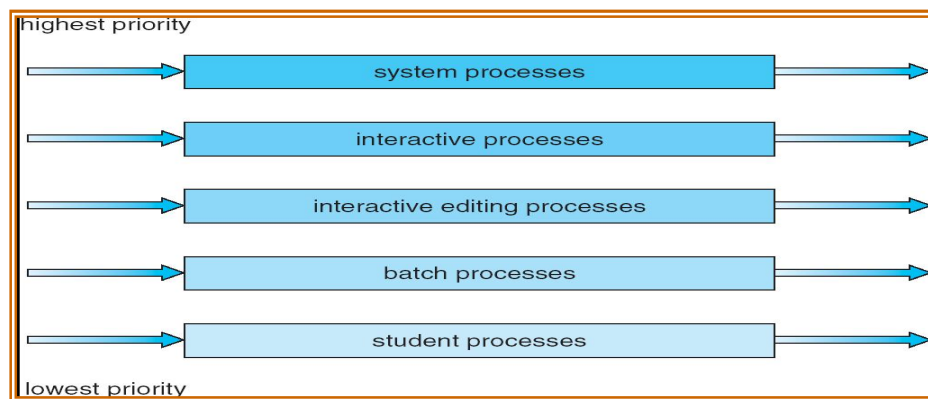 highest priority
system processes
interactive processes
interactive editing processes
batch processes
student processes
lowest priority